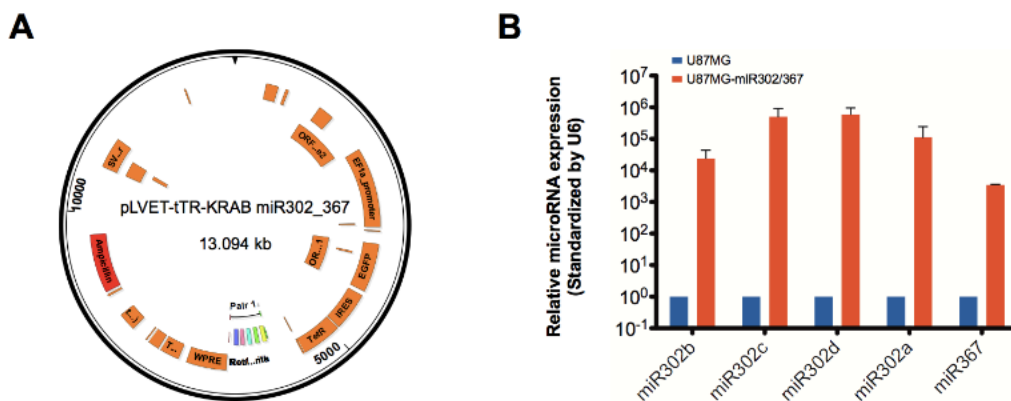 A
B
ORF...n2
SV...r
EF1a_promoter
10000
pLVET-tTR-KRAB miR302_367
13.094 kb
OR...1
EGFP
Ampicillin
Pair 1
IRES
TetR
5000
T...
WPRE
U87MG
U87MG-miR302/367
Relative microRNA expression
(Standardized by U6)
10⁷
10⁶
10⁵
10⁴
10³
10²
10¹
10⁰
10⁻¹
miR302b
miR302c
miR302d
miR302a
miR367